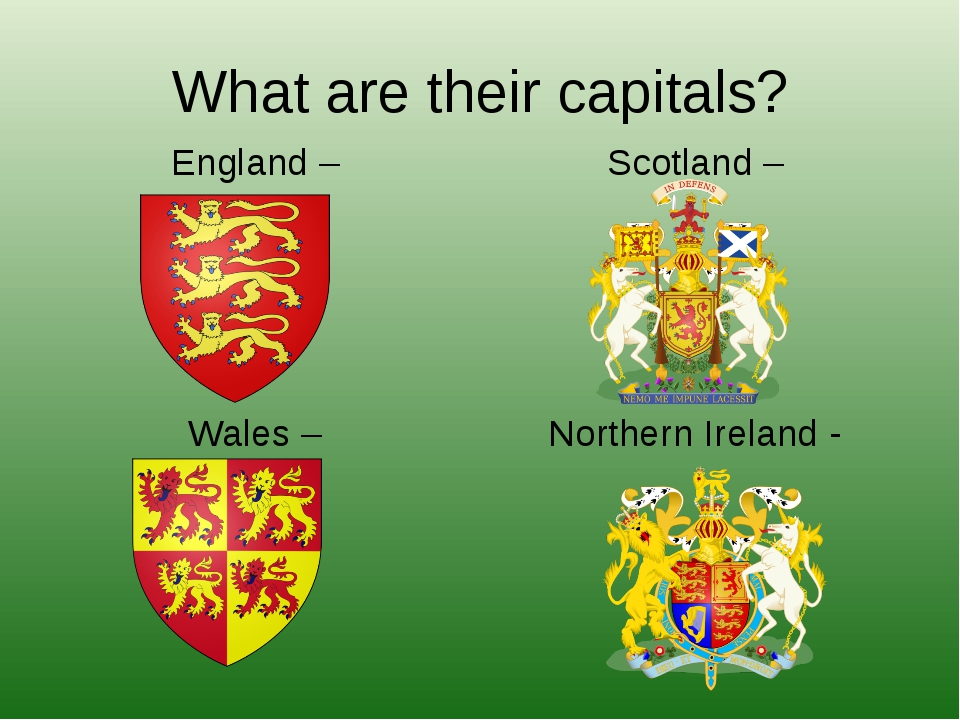 What are their capitals?
England –
Scotland –
IN DEFENS
NEMO ME IMPUNE LACESSIT
Wales –
Northern Ireland -